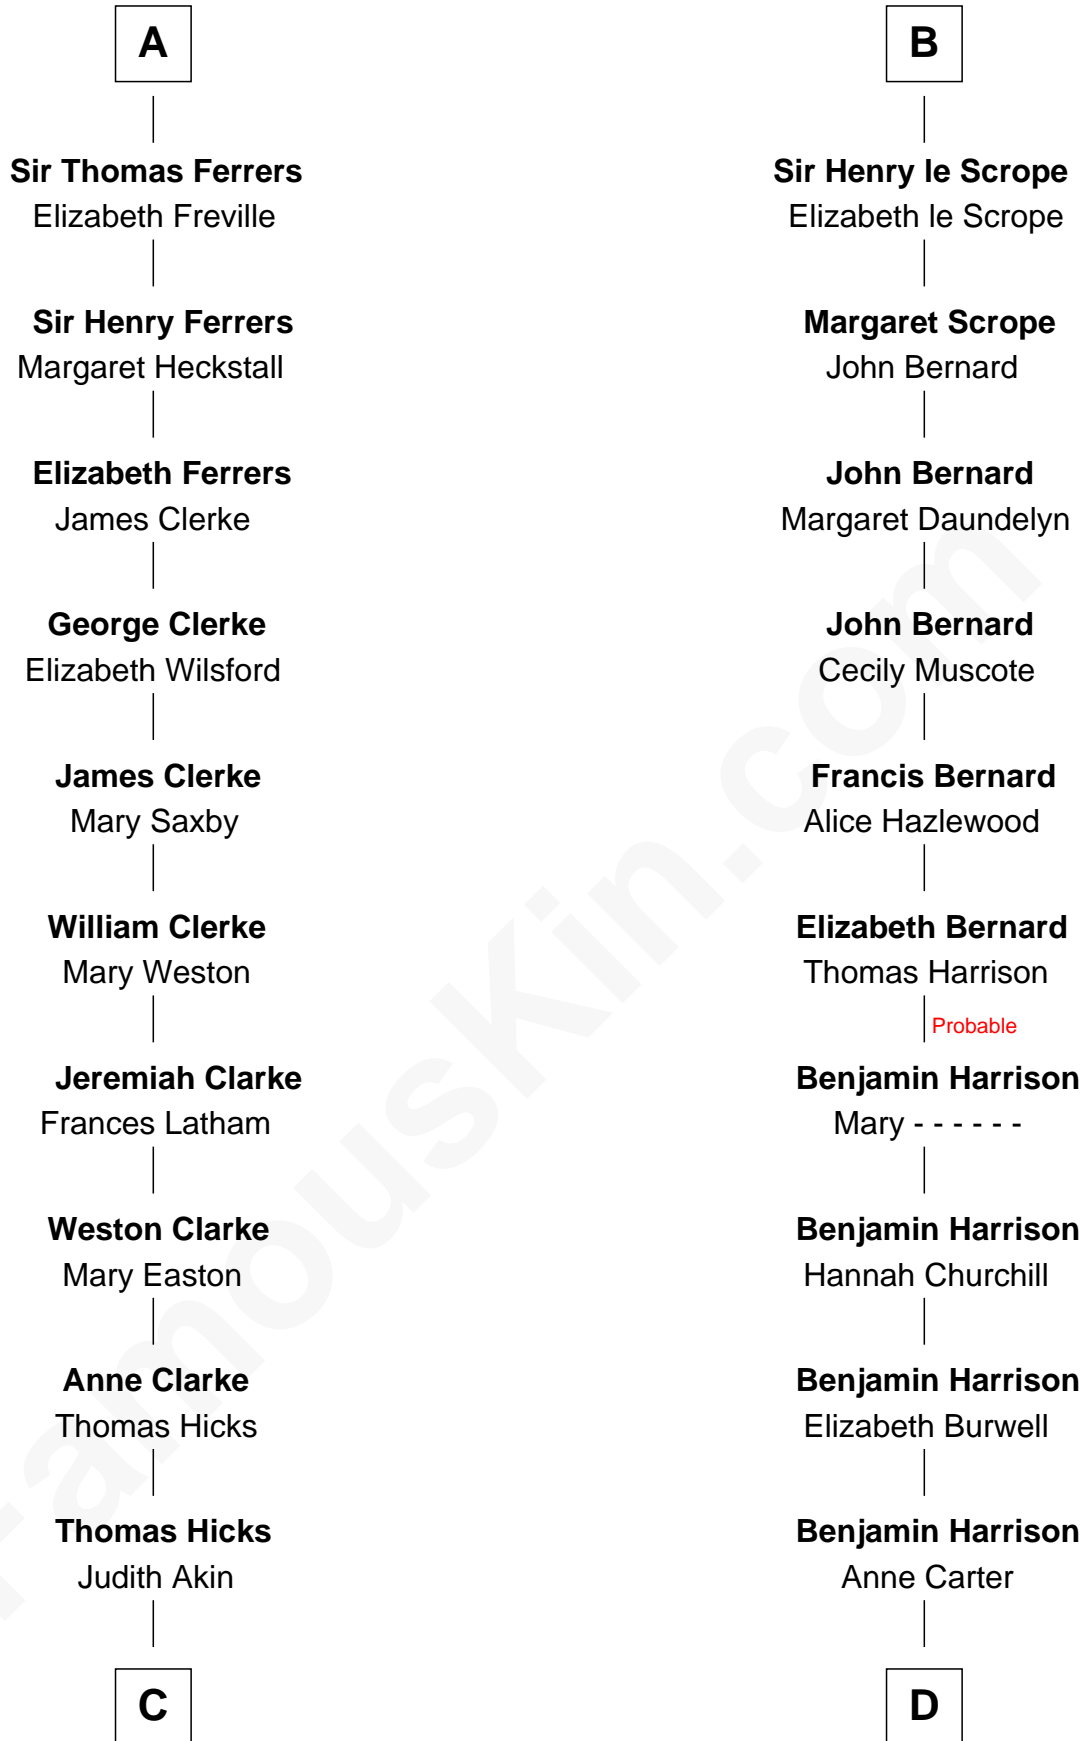 A
Sir Thomas Ferrers
Elizabeth Freville
Sir Henry Ferrers
Margaret Heckstall
Elizabeth Ferrers
James Clerke
George Clerke
Elizabeth Wilsford
James Clerke
Mary Saxby
William Clerke
Mary Weston
Jeremiah Clarke
Frances Latham
Weston Clarke
Mary Easton
Anne Clarke
Thomas Hicks
Thomas Hicks
Judith Akin
C
B
Sir Henry le Scrope
Elizabeth le Scrope
Margaret Scrope
John Bernard
John Bernard
Margaret Daundelyn
John Bernard
Cecily Muscote
Francis Bernard
Alice Hazlewood
Elizabeth Bernard
Thomas Harrison
Probable
Benjamin Harrison
Mary - - - - - -
Benjamin Harrison
Hannah Churchill
Benjamin Harrison
Elizabeth Burwell
Benjamin Harrison
Anne Carter
D
FamousKin.com